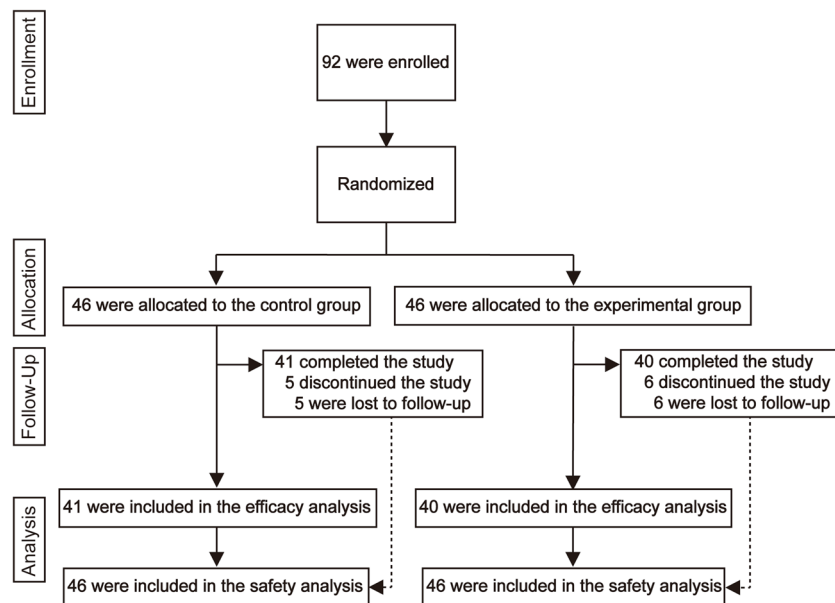 Enrollment
92 were enrolled
Randomized
Allocation
46 were allocated to the control group
46 were allocated to the experimental group
Follow-Up
41 completed the study
5 discontinued the study
5 were lost to follow-up
40 completed the study
6 discontinued the study
6 were lost to follow-up
Analysis
41 were included in the efficacy analysis
40 were included in the efficacy analysis
46 were included in the safety analysis
46 were included in the safety analysis